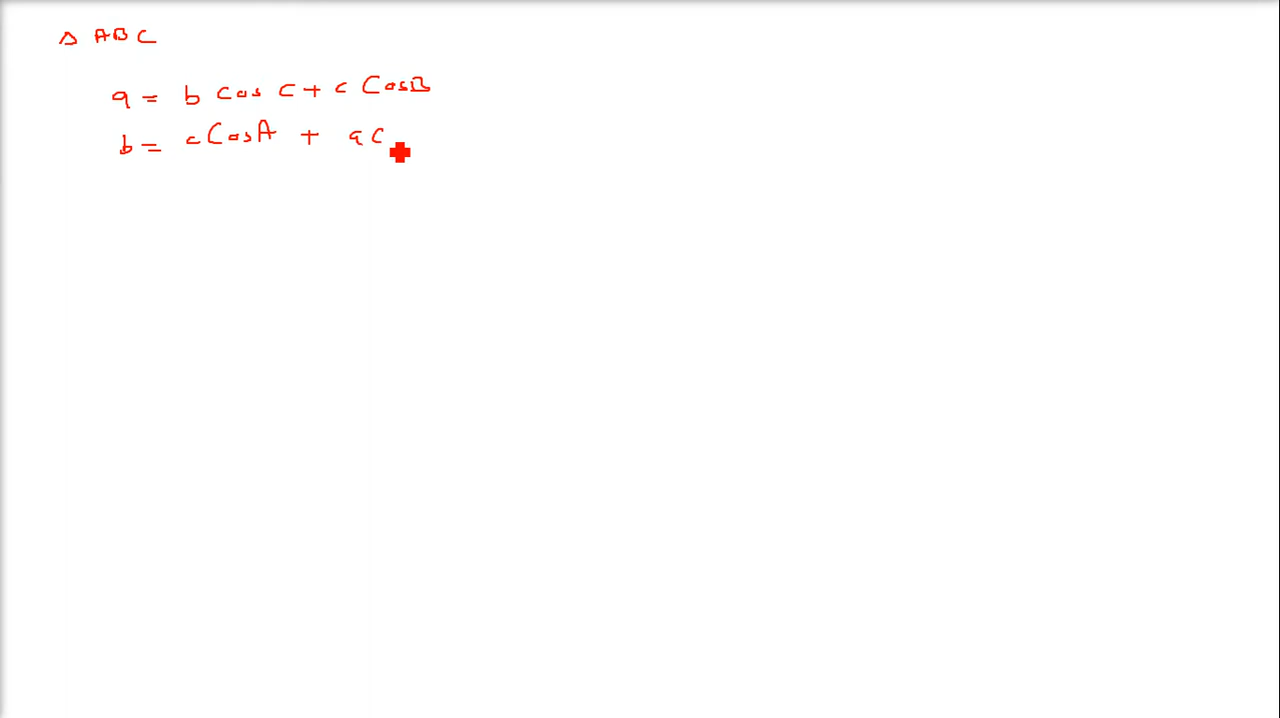 Δ ABC
a = b cos c + c CosB
b = c CosA + a C